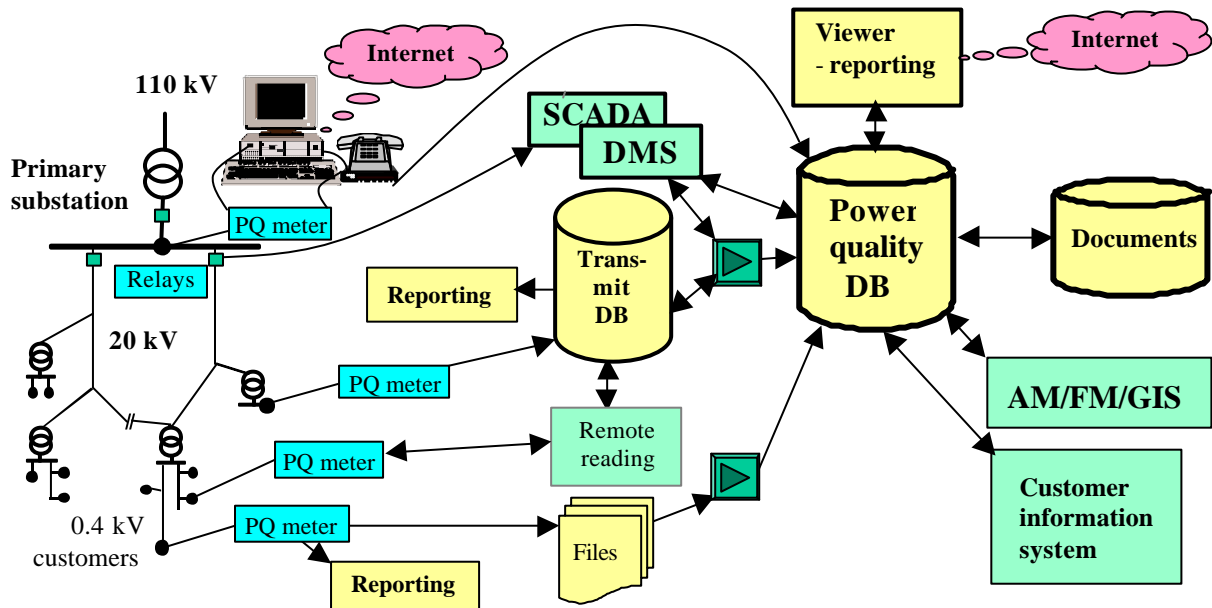 Internet
110 kV
Primary
substation
PQ meter
Relays
20 kV
SCADA
DMS
Viewer
- reporting
Internet
Power
quality
DB
Documents
Trans-
mit
DB
Reporting
PQ meter
Remote
reading
PQ meter
AM/FM/GIS
Customer
information
system
0.4 kV
customers
PQ meter
Files
Reporting